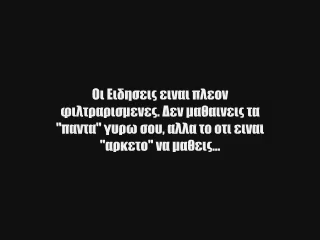 Οι Ειδησεις ειναι πλεον
φιλτραρισμενες. Δεν μαθαινεις τα
"παντα" γυρω σου, αλλα το οτι ειναι
"αρκετο" να μαθεις...